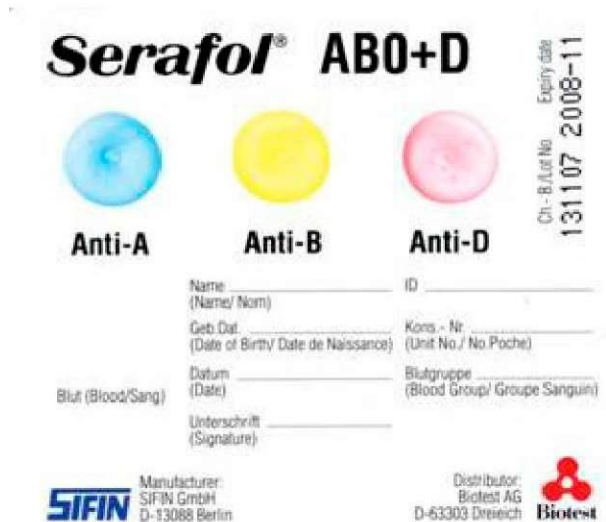 Serafol® ABO+D
Anti-A Anti-B Anti-D
Ch.- B./Lot No. Expiry date
131107 2008-11
Name ID
(Name/ Nom)
Geb Dat. Kons.- Nr.
(Date of Birth/ Date de Naissance) (Unit No./ No.Poche)
Datum Blutgruppe
(Date) (Blood Group/ Groupe Sanguin)
Blut (Blood/Sang)
Unterschrift
(Signature)
SIFIN
Manufacturer:
SIFIN GmbH
D-13088 Berlin
Distributor:
Biotest AG
D-63303 Dreieich
Biotest